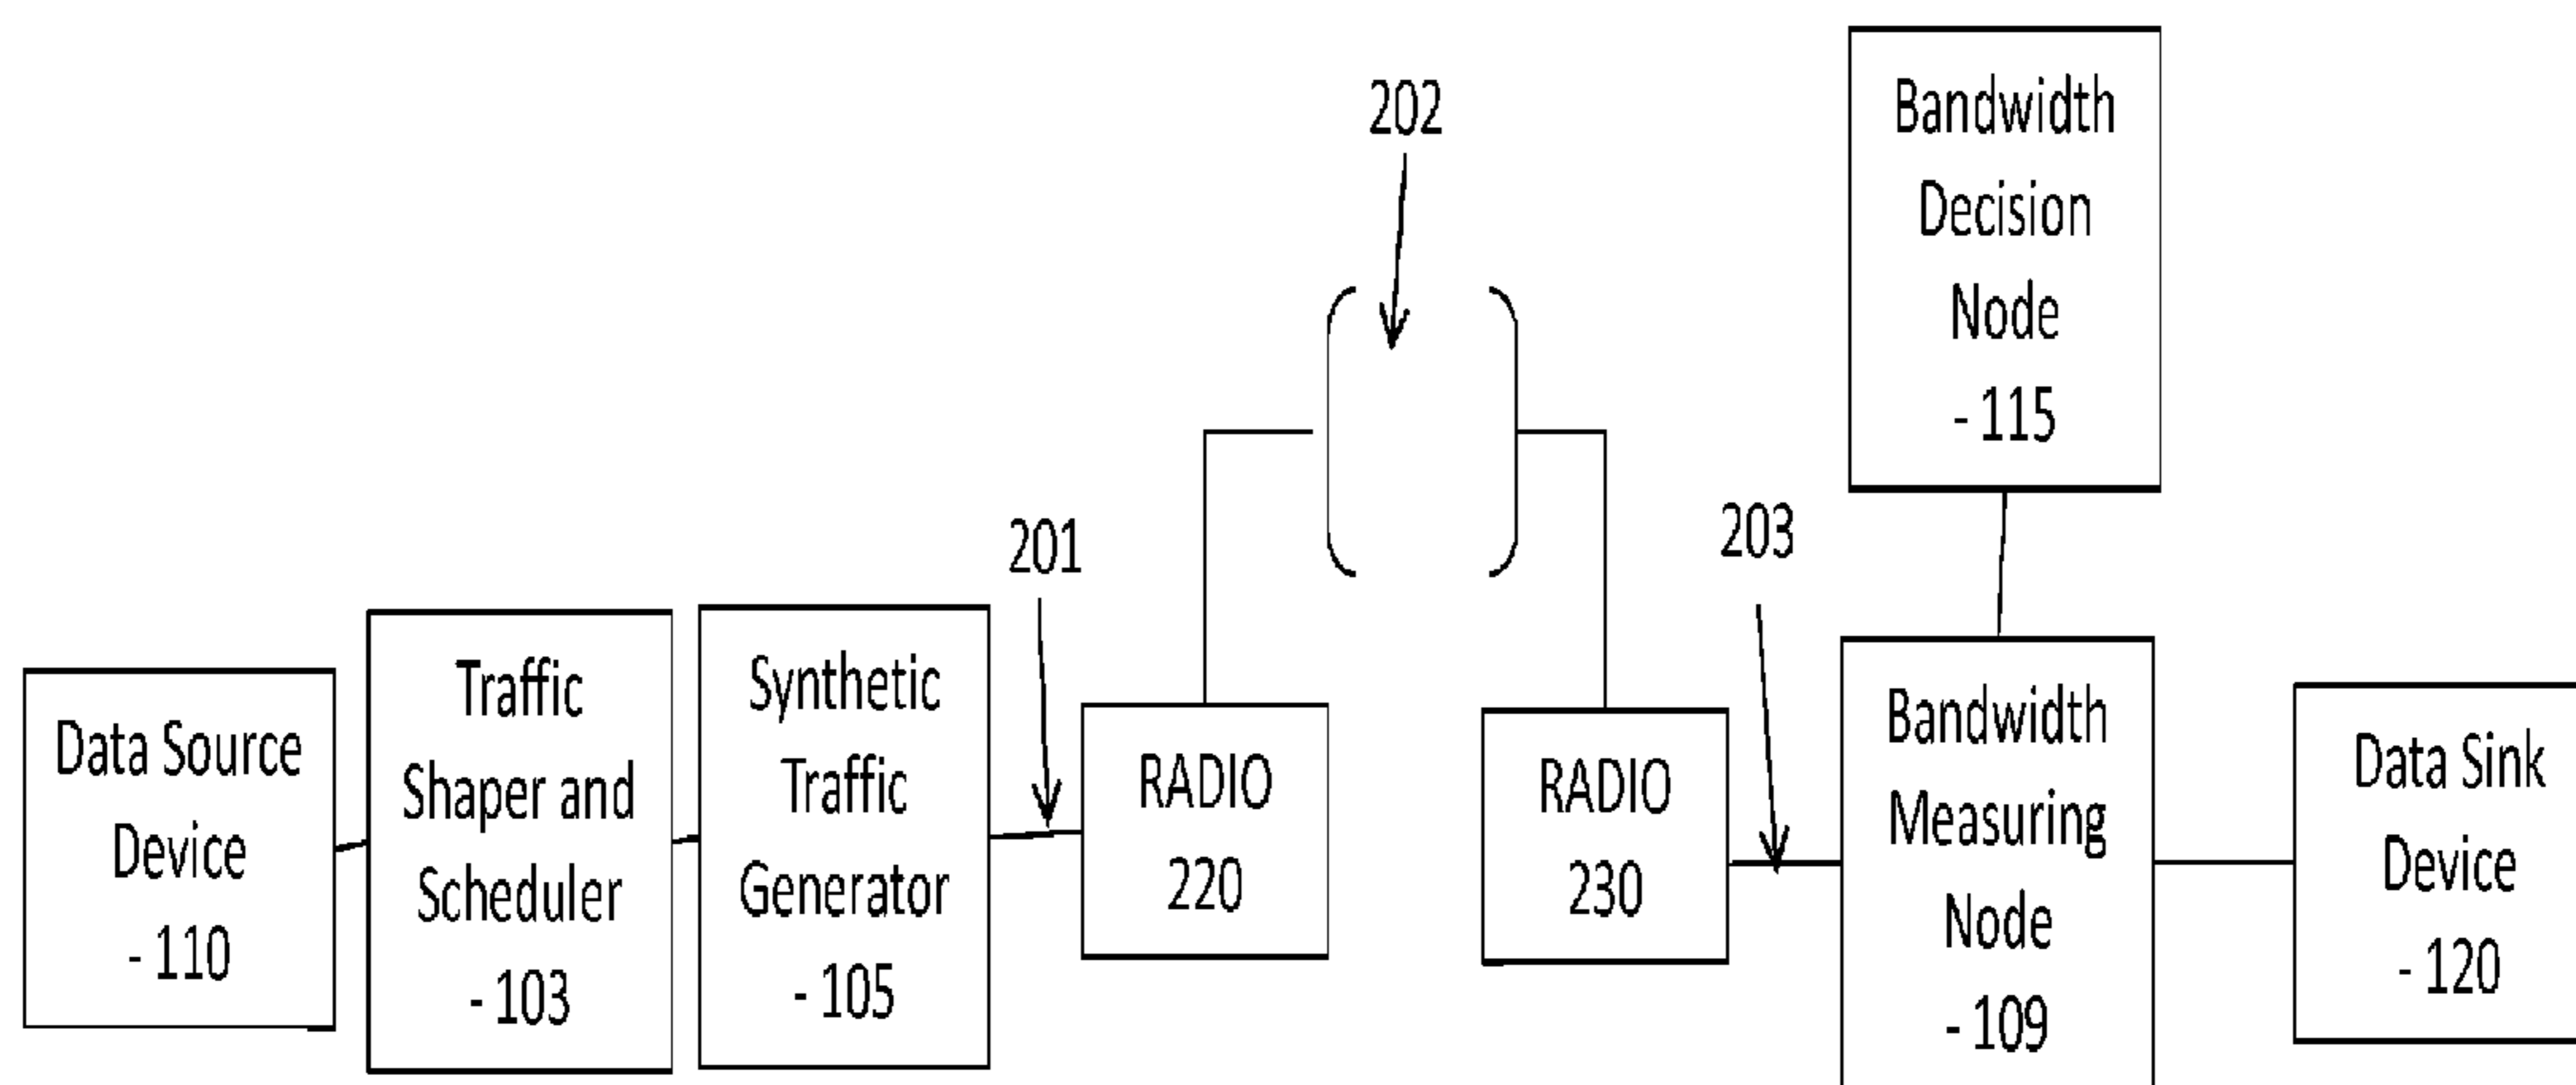 Data Source
Device
- 110
Traffic
Shaper and
Scheduler
- 103
Synthetic
Traffic
Generator
- 105
201
RADIO
220
202
RADIO
230
203
Bandwidth
Decision
Node
- 115
Bandwidth
Measuring
Node
- 109
Data Sink
Device
- 120